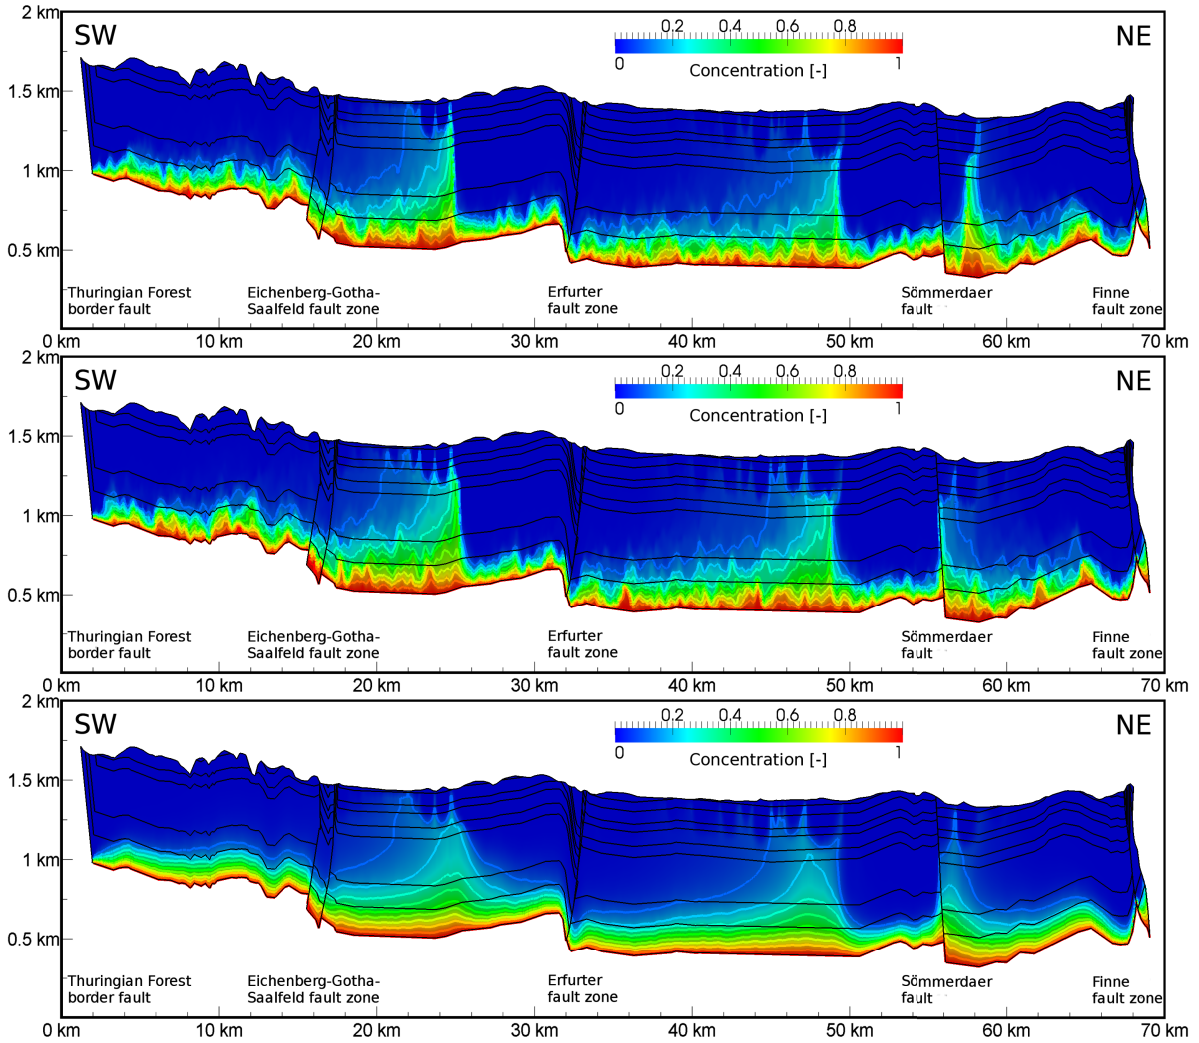 2 km
SW
0.2 0.4 0.6 0.8
NE
0 1
Concentration [-]
1.5 km
1 km
0.5 km
Thuringian Forest
border fault
Eichenberg-Gotha-
Saalfeld fault zone
Erfurter
fault zone
Sömmerdaer
fault
Finne
fault zone
0 km 10 km 20 km 30 km 40 km 50 km 60 km 70 km
2 km
SW
0.2 0.4 0.6 0.8
NE
0 1
Concentration [-]
1.5 km
1 km
0.5 km
Thuringian Forest
border fault
Eichenberg-Gotha-
Saalfeld fault zone
Erfurter
fault zone
Sömmerdaer
fault
Finne
fault zone
0 km 10 km 20 km 30 km 40 km 50 km 60 km 70 km
2 km
SW
0.2 0.4 0.6 0.8
NE
0 1
Concentration [-]
1.5 km
1 km
0.5 km
Thuringian Forest
border fault
Eichenberg-Gotha-
Saalfeld fault zone
Erfurter
fault zone
Sömmerdaer
fault
Finne
fault zone
0 km 10 km 20 km 30 km 40 km 50 km 60 km 70 km